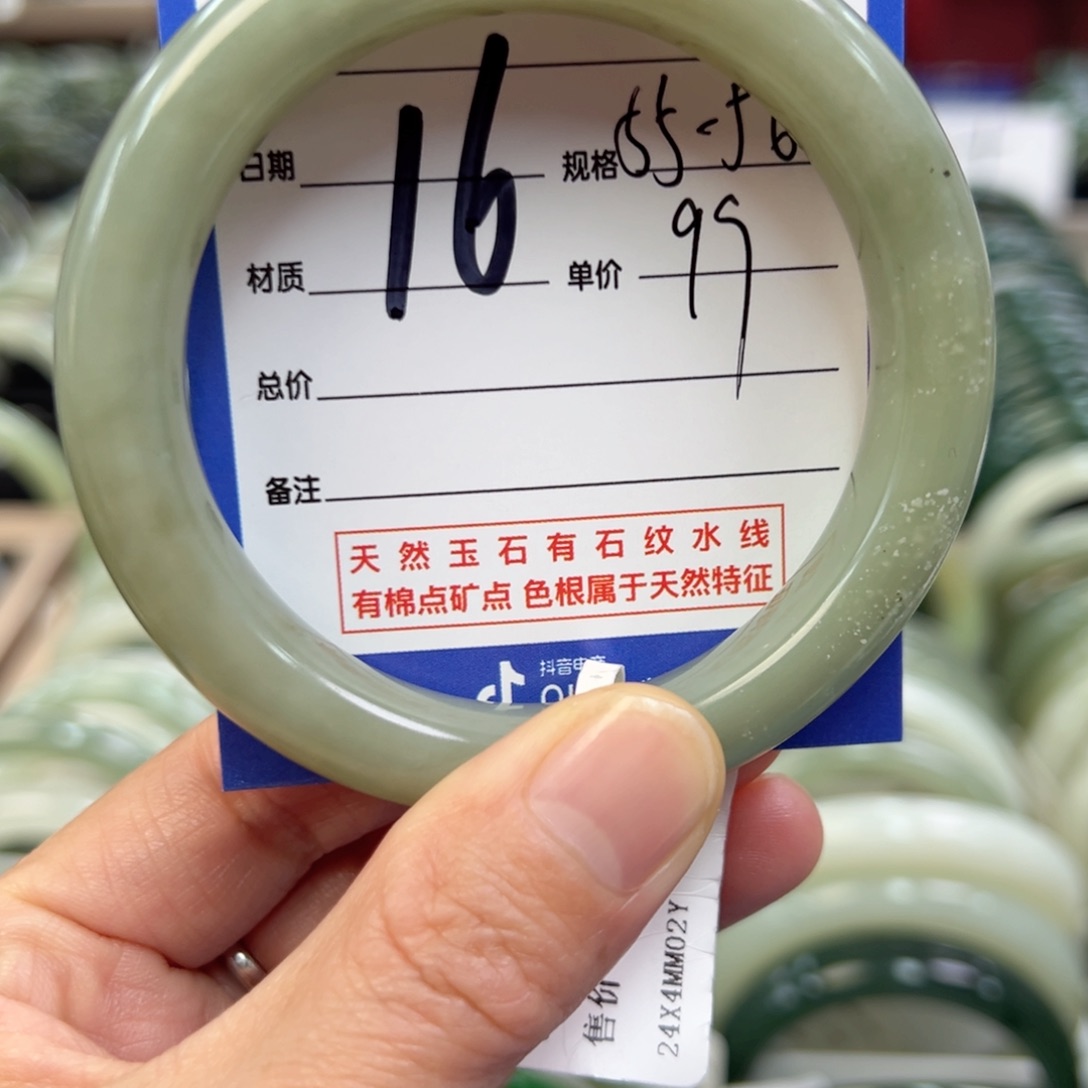 16
日期 规格 55-56
材质 单价 99
总价
备注
天然玉石有石纹水线
有棉点矿点 色根属于天然特征
抖音电商
售价
24X4MM02Y